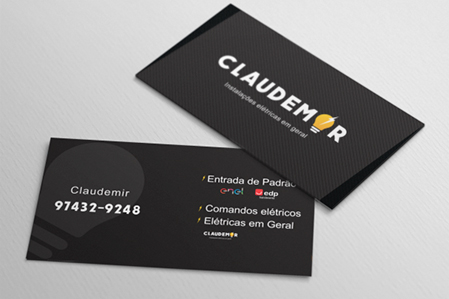 CLAUDEMIR
Instalações elétricas em geral
Claudemir
97432-9248
Entrada de Padrão
enel edp
Comandos elétricos
Elétricas em Geral
CLAUDEMIR